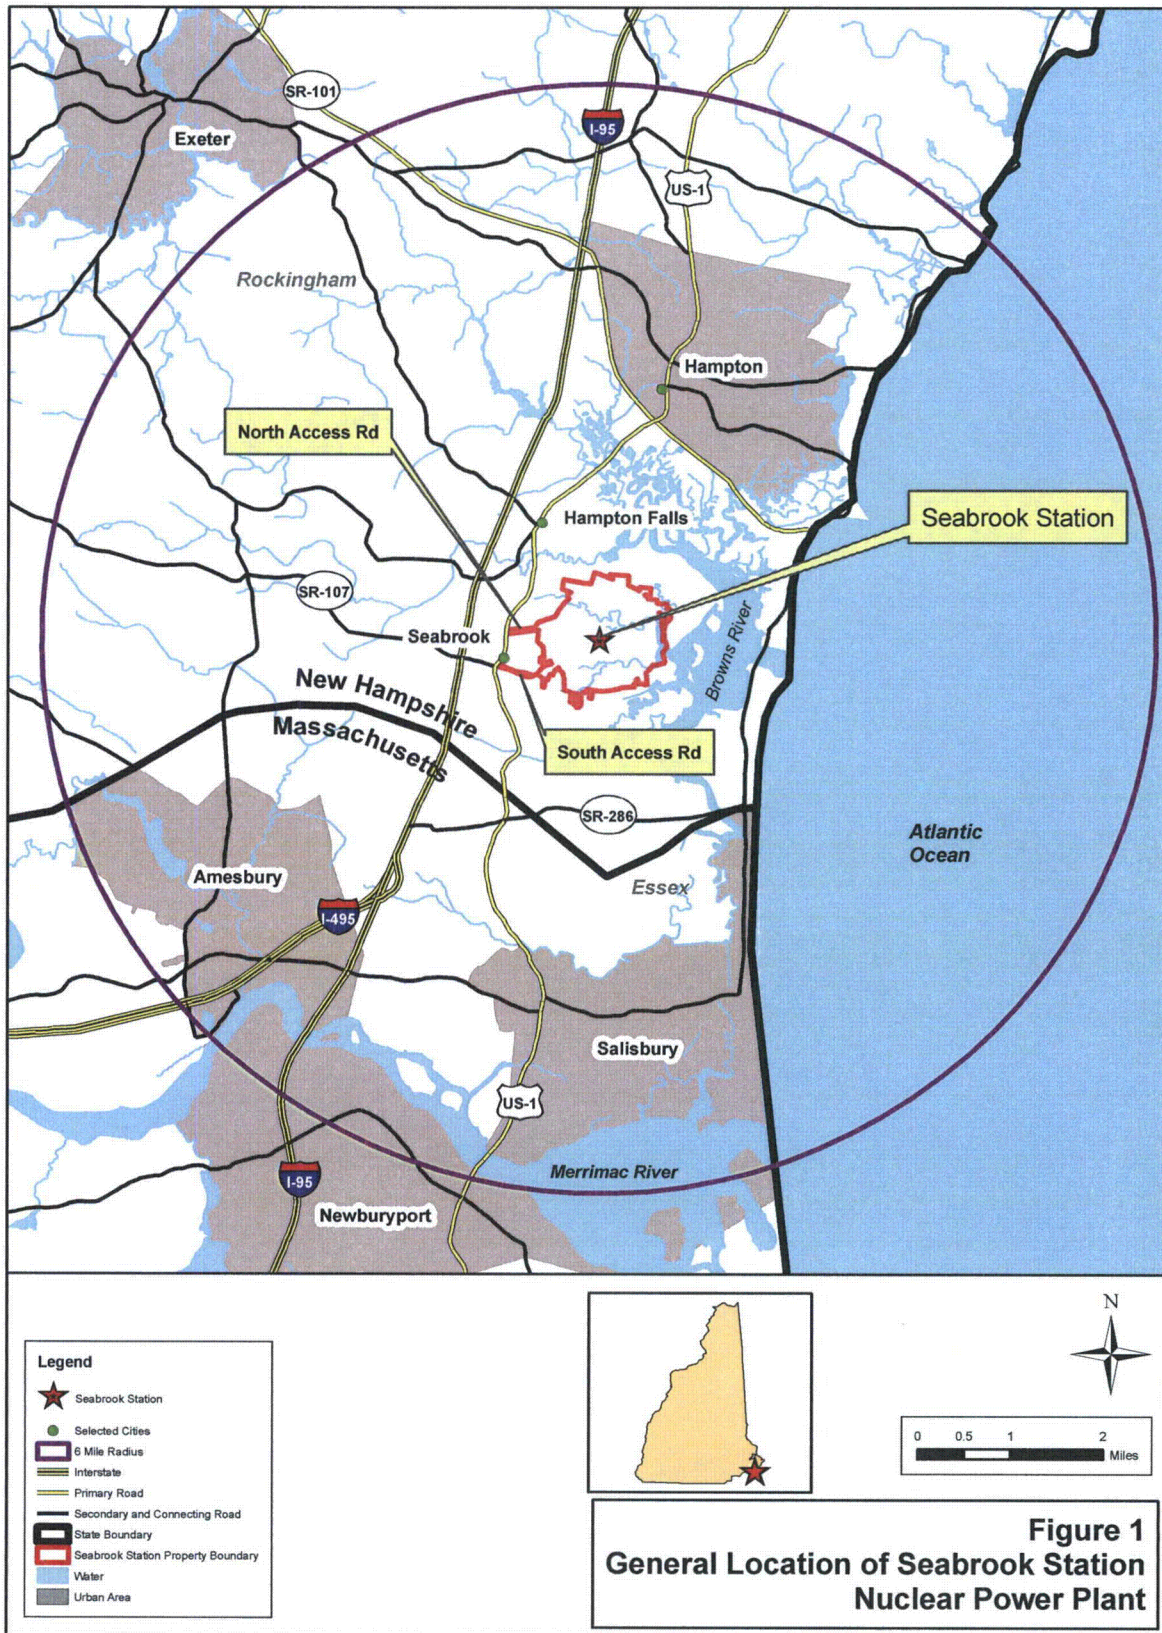 SR-101
I-95
Exeter
US-1
Rockingham
Hampton
North Access Rd
Hampton Falls
Seabrook Station
SR-107
Seabrook
Browns River
New Hampshire
Massachusetts
South Access Rd
SR-286
Atlantic
Ocean
Amesbury
Essex
I-495
Salisbury
US-1
Merrimac River
I-95
Newburyport
Legend
Seabrook Station
Selected Cities
6 Mile Radius
Interstate
Primary Road
Secondary and Connecting Road
State Boundary
Seabrook Station Property Boundary
Water
Urban Area
N
0 0.5 1 2
Miles
Figure 1
General Location of Seabrook Station
Nuclear Power Plant